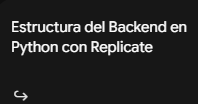 Estructura del Backend en
Python con Replicate